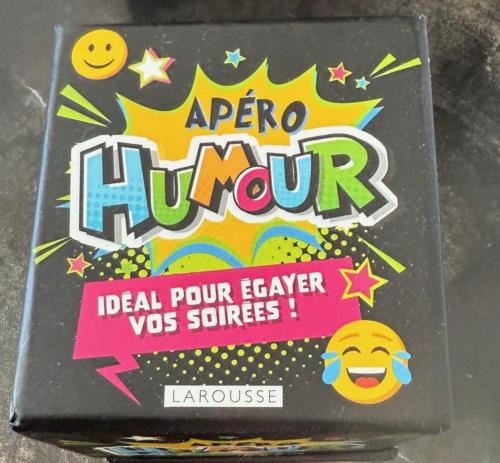 APÉRO
HUMOUR
IDÉAL POUR ÉGAYER
VOS SOIRÉES !
LAROUSSE